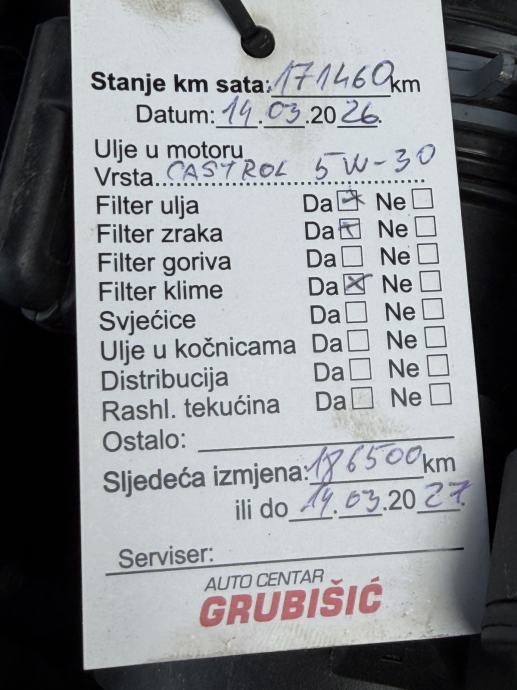 Stanje km sata: 171460 km
Datum: 14.03.2026.
Ulje u motoru
Vrsta CASTROL 5W-30
Filter ulja Da ☒ Ne ☐
Filter zraka Da ☒ Ne ☐
Filter goriva Da ☐ Ne ☐
Filter klime Da ☒ Ne ☐
Svjećice Da ☐ Ne ☐
Ulje u kočnicama Da ☐ Ne ☐
Distribucija Da ☐ Ne ☐
Rashl. tekućina Da ☐ Ne ☐
Ostalo:
Sljedeća izmjena: 186500 km
ili do 14.03.2027.
Serviser:
AUTO CENTAR
GRUBIŠIĆ